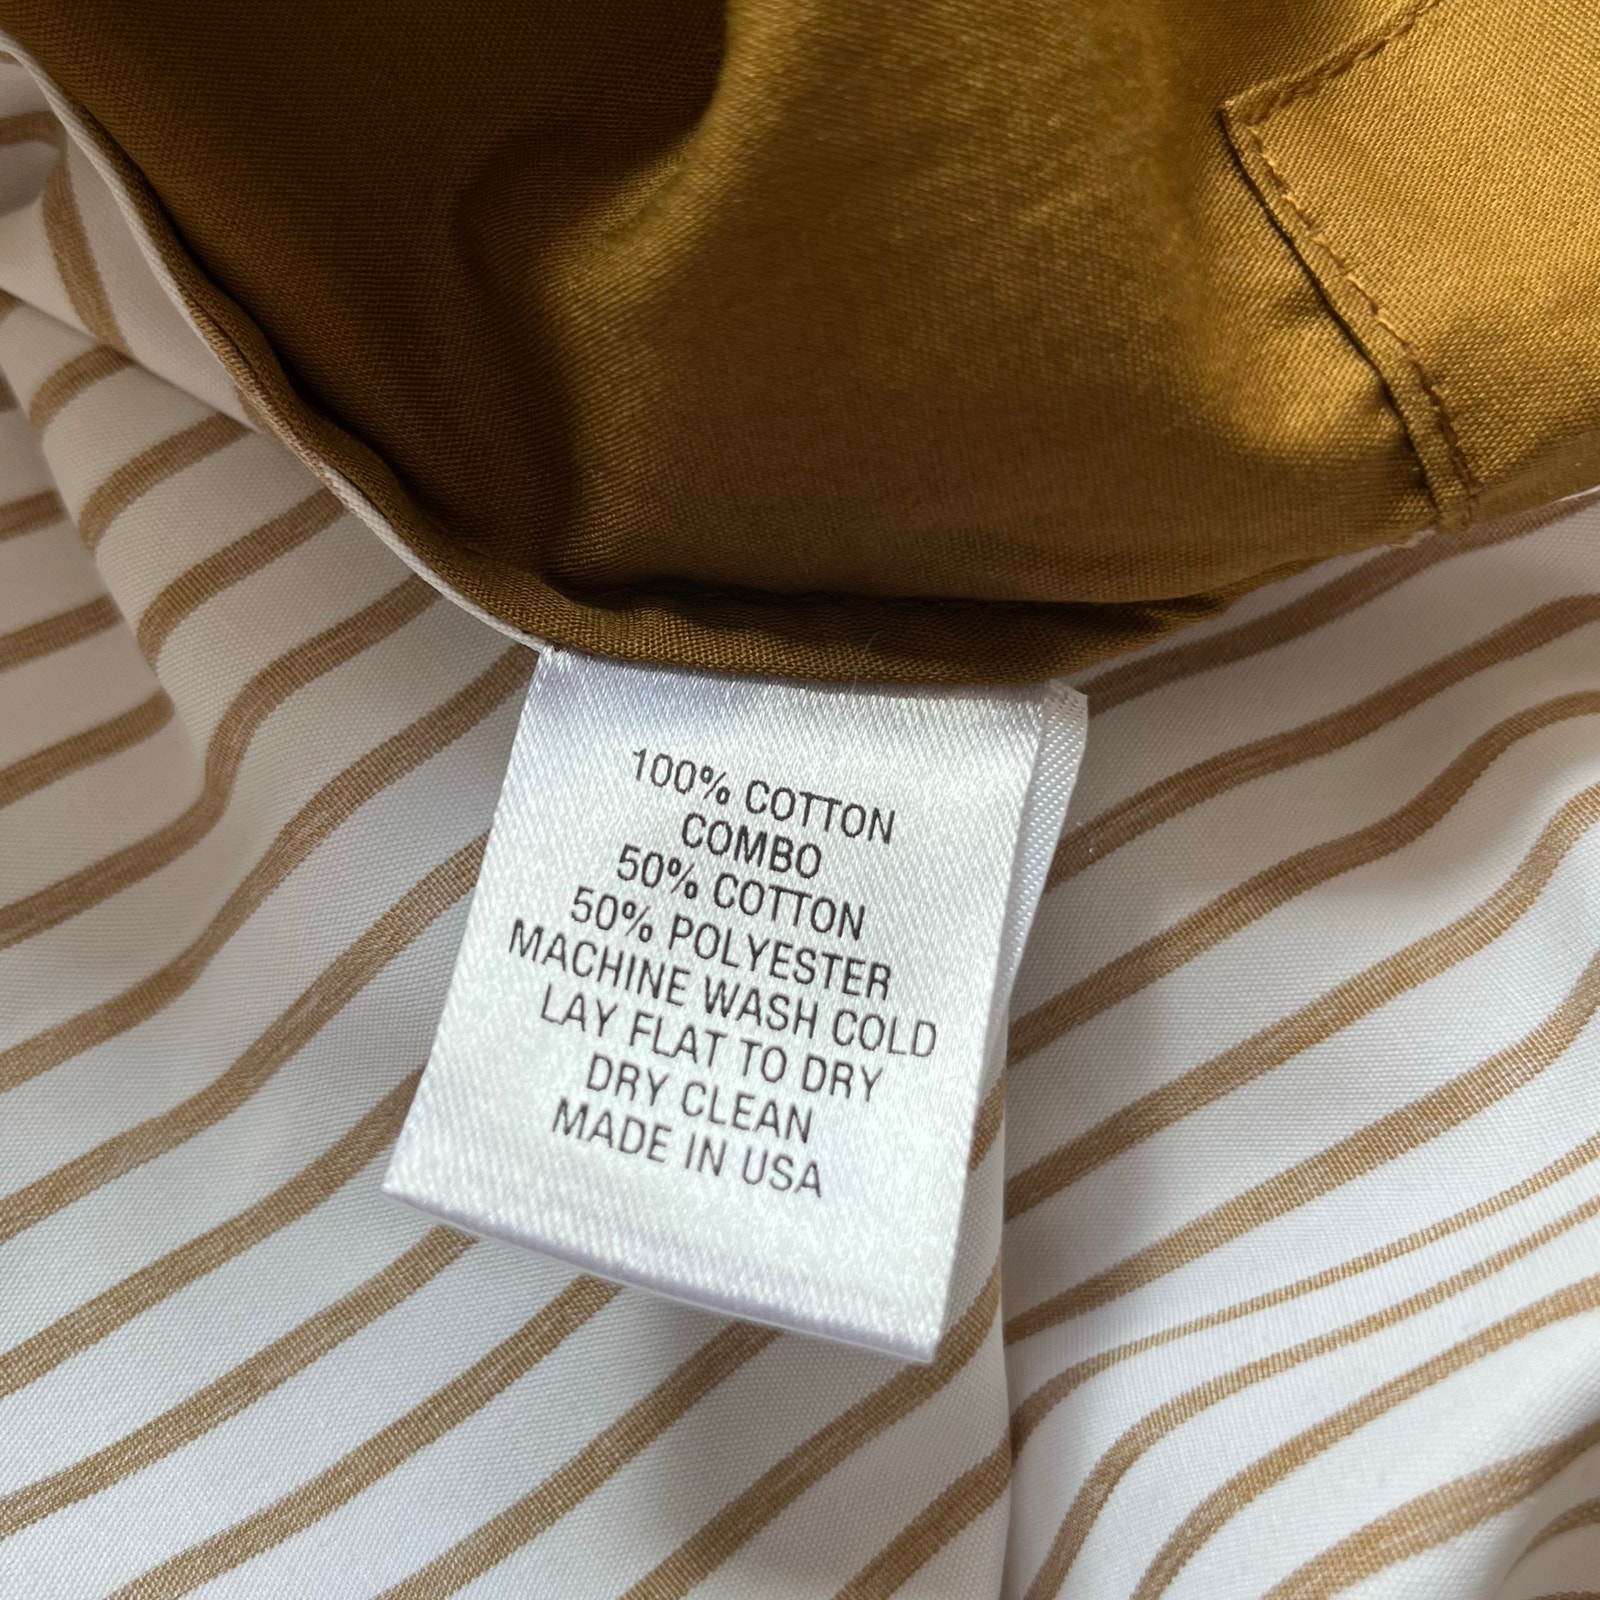 100% COTTON
COMBO
50% COTTON
50% POLYESTER
MACHINE WASH COLD
LAY FLAT TO DRY
DRY CLEAN
MADE IN USA